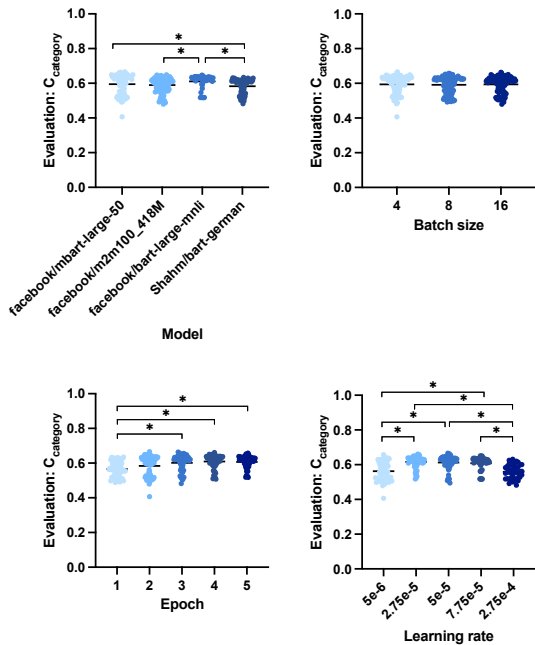 Evaluation: Ccategory
1.0
0.8
0.6
0.4
0.2
0.0
* * *
facebook/mbart-large-50
facebook/m2m100_418M
facebook/bart-large-mnli
Shahm/bart-german
Model
Evaluation: Ccategory
1.0
0.8
0.6
0.4
0.2
0.0
4 8 16
Batch size
Evaluation: Ccategory
1.0
0.8
0.6
0.4
0.2
0.0
*
*
*
1 2 3 4 5
Epoch
Evaluation: Ccategory
1.0
0.8
0.6
0.4
0.2
0.0
*
*
* *
* *
5e-6
2.75e-5
5e-5
7.75e-5
2.75e-4
Learning rate